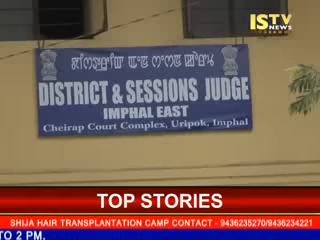 ISTV
NEWS
DISTRICT & SESSIONS JUDGE
IMPHAL EAST
Cheirap Court Complex, Uripok, Imphal
TOP STORIES
SHIJA HAIR TRANSPLANTATION CAMP CONTACT - 9436235270/9436234221
TO 2 PM.